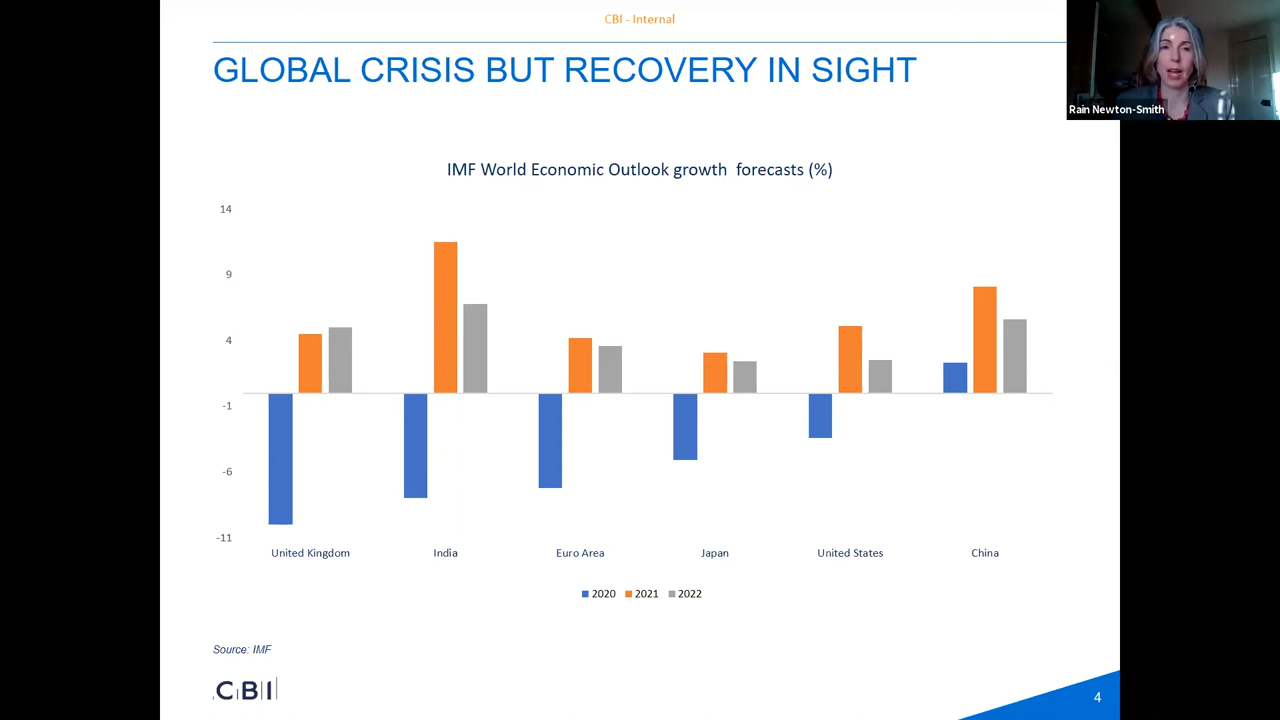 CBI - Internal
GLOBAL CRISIS BUT RECOVERY IN SIGHT
Rain Newton-Smith
IMF World Economic Outlook growth forecasts (%)
14
9
4
-1
-6
-11
United Kingdom
India
Euro Area
Japan
United States
China
2020
2021
2022
Source: IMF
CBI
4